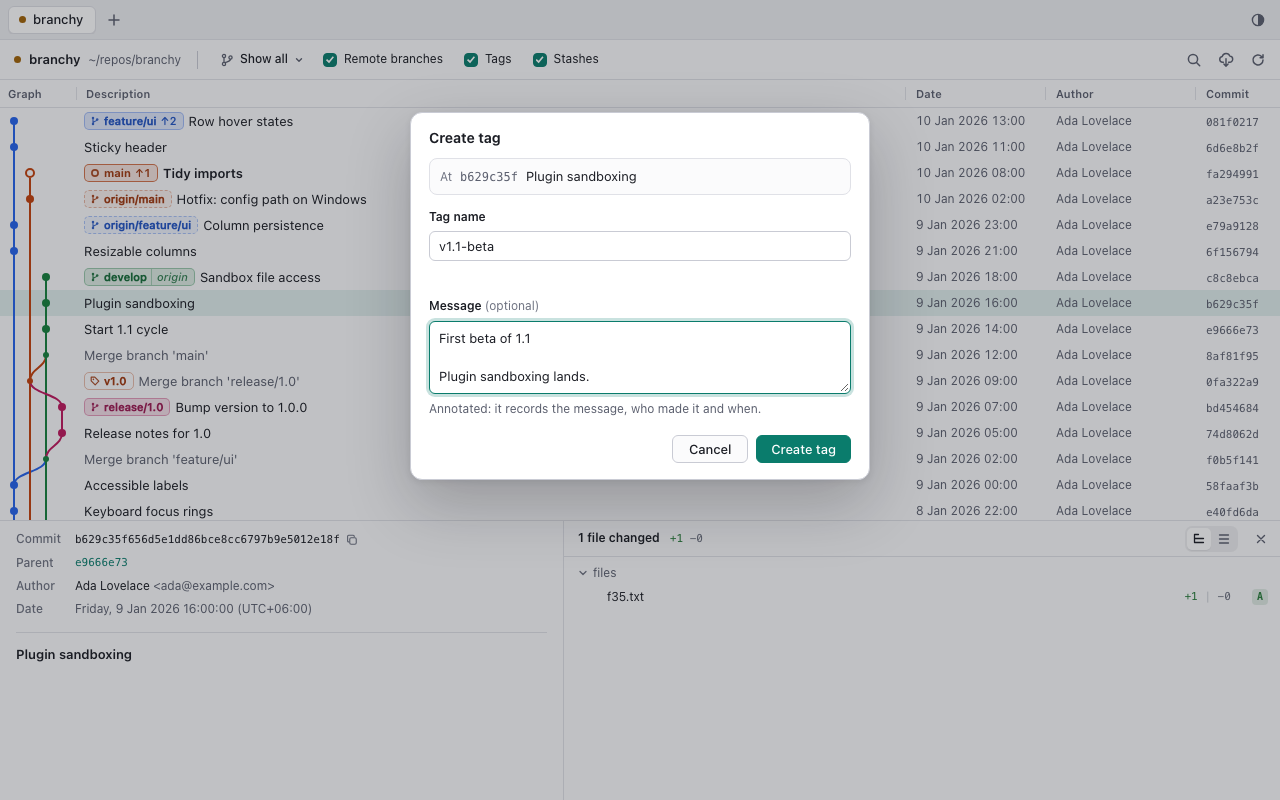 branchy
branchy ~/repos/branchy Show all Remote branches Tags Stashes
Graph Description Date Author Commit
feature/ui ↑2 Row hover states 10 Jan 2026 13:00 Ada Lovelace 081f0217
Sticky header 10 Jan 2026 11:00 Ada Lovelace 6d6e8b2f
main ↑1 Tidy imports 10 Jan 2026 08:00 Ada Lovelace fa294991
origin/main Hotfix: config path on Windows 10 Jan 2026 02:00 Ada Lovelace a23e753c
origin/feature/ui Column persistence 9 Jan 2026 23:00 Ada Lovelace e79a9128
Resizable columns 9 Jan 2026 21:00 Ada Lovelace 6f156794
develop origin Sandbox file access 9 Jan 2026 18:00 Ada Lovelace c8c8ebca
Plugin sandboxing 9 Jan 2026 16:00 Ada Lovelace b629c35f
Start 1.1 cycle 9 Jan 2026 14:00 Ada Lovelace e9666e73
Merge branch 'main' 9 Jan 2026 12:00 Ada Lovelace 8af81f95
v1.0 Merge branch 'release/1.0' 9 Jan 2026 09:00 Ada Lovelace 0fa322a9
release/1.0 Bump version to 1.0.0 9 Jan 2026 07:00 Ada Lovelace bd454684
Release notes for 1.0 9 Jan 2026 05:00 Ada Lovelace 74d8062d
Merge branch 'feature/ui' 9 Jan 2026 02:00 Ada Lovelace f0b5f141
Accessible labels 9 Jan 2026 00:00 Ada Lovelace 58faaf3b
Keyboard focus rings 8 Jan 2026 22:00 Ada Lovelace e40fd6da
Create tag
At b629c35f Plugin sandboxing
Tag name
v1.1-beta
Message (optional)
First beta of 1.1
Plugin sandboxing lands.
Annotated: it records the message, who made it and when.
Cancel Create tag
Commit b629c35f656d5e1dd86bce8cc6797b9e5012e18f
Parent e9666e73
Author Ada Lovelace <ada@example.com>
Date Friday, 9 Jan 2026 16:00:00 (UTC+06:00)
Plugin sandboxing
1 file changed +1 −0
files
f35.txt +1 | −0 A